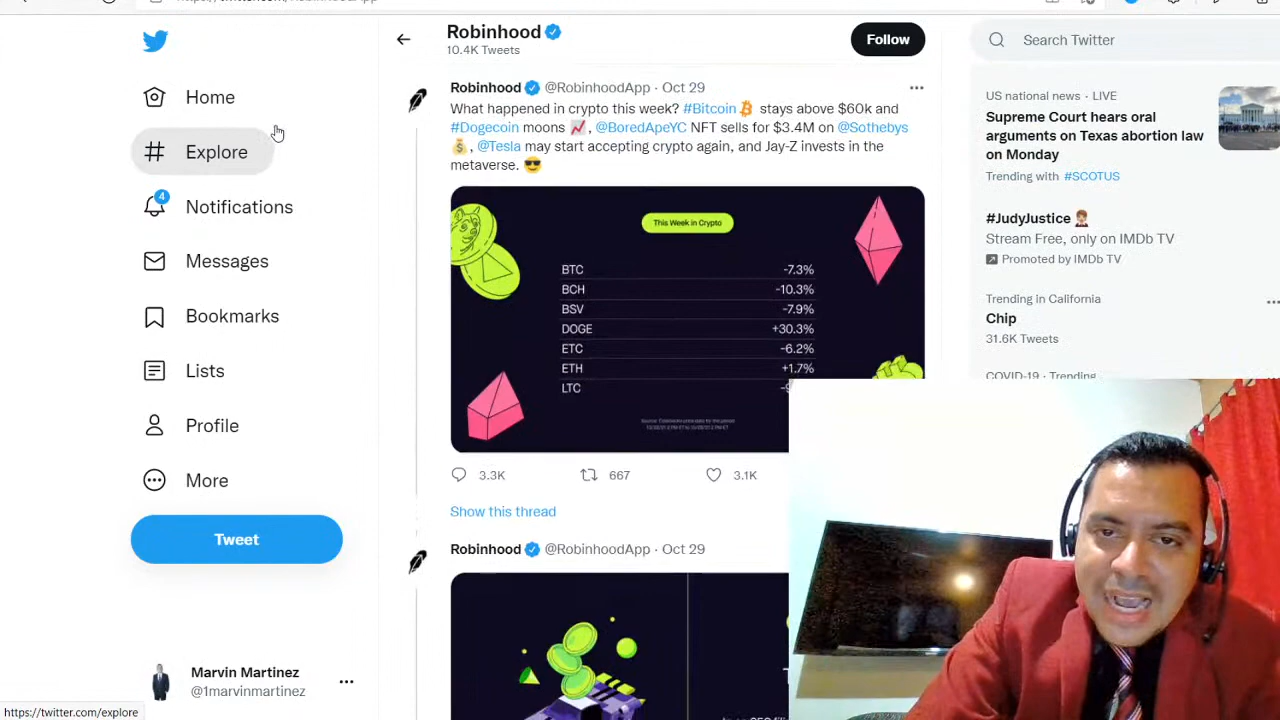 Home
Explore
4
Notifications
Messages
Bookmarks
Lists
Profile
More
Tweet
Marvin Martinez
@1marvinmartinez
https://twitter.com/explore
Robinhood
10.4K Tweets
Follow
Robinhood @RobinhoodApp · Oct 29
What happened in crypto this week? #Bitcoin stays above $60k and
#Dogecoin moons 📈, @BoredApeYC NFT sells for $3.4M on @Sothebys
💰, @Tesla may start accepting crypto again, and Jay-Z invests in the
metaverse. 😎
This Week in Crypto
BTC -7.3%
BCH -10.3%
BSV -7.9%
DOGE +30.3%
ETC -6.2%
ETH +1.7%
LTC
3.3K 667 3.1K
Show this thread
Robinhood @RobinhoodApp · Oct 29
Search Twitter
US national news · LIVE
Supreme Court hears oral
arguments on Texas abortion law
on Monday
Trending with #SCOTUS
#JudyJustice
Stream Free, only on IMDb TV
Promoted by IMDb TV
Trending in California
Chip
31.6K Tweets
COVID-19 · Trending